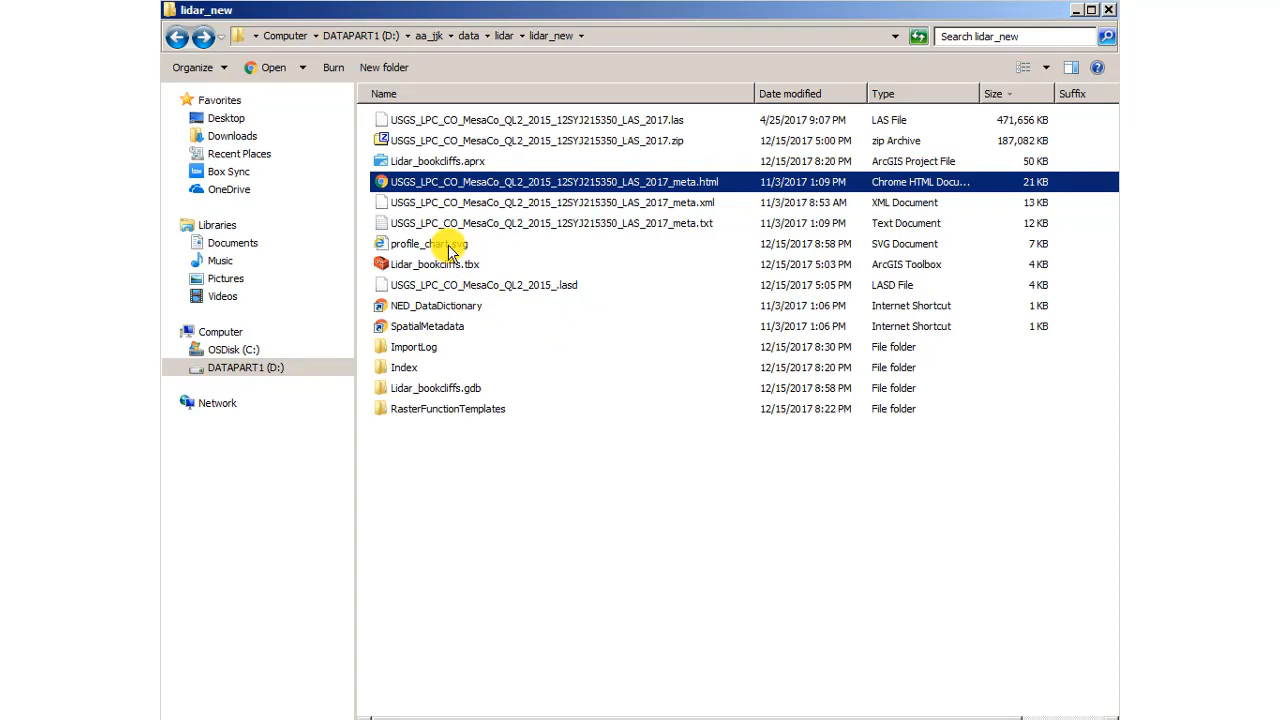 lidar_new
Computer DATAPART1 (D:) aa_jjk data lidar lidar_new Search lidar_new
Organize Open Burn New folder
Favorites
Desktop
Downloads
Recent Places
Box Sync
OneDrive
Libraries
Documents
Music
Pictures
Videos
Computer
OSDisk (C:)
DATAPART1 (D:)
Network
Name Date modified Type Size Suffix
USGS_LPC_CO_MesaCo_QL2_2015_12SYJ215350_LAS_2017.las 4/25/2017 9:07 PM LAS File 471,656 KB
USGS_LPC_CO_MesaCo_QL2_2015_12SYJ215350_LAS_2017.zip 12/15/2017 5:00 PM zip Archive 187,082 KB
Lidar_bookcliffs.aprx 12/15/2017 8:20 PM ArcGIS Project File 50 KB
USGS_LPC_CO_MesaCo_QL2_2015_12SYJ215350_LAS_2017_meta.html 11/3/2017 1:09 PM Chrome HTML Docu... 21 KB
USGS_LPC_CO_MesaCo_QL2_2015_12SYJ215350_LAS_2017_meta.xml 11/3/2017 8:53 AM XML Document 13 KB
USGS_LPC_CO_MesaCo_QL2_2015_12SYJ215350_LAS_2017_meta.txt 11/3/2017 1:09 PM Text Document 12 KB
profile_chart.svg 12/15/2017 8:58 PM SVG Document 7 KB
Lidar_bookcliffs.tbx 12/15/2017 5:03 PM ArcGIS Toolbox 4 KB
USGS_LPC_CO_MesaCo_QL2_2015_.lasd 12/15/2017 5:05 PM LASD File 4 KB
NED_DataDictionary 11/3/2017 1:06 PM Internet Shortcut 1 KB
SpatialMetadata 11/3/2017 1:06 PM Internet Shortcut 1 KB
ImportLog 12/15/2017 8:30 PM File folder
Index 12/15/2017 8:22 PM File folder
Lidar_bookcliffs.gdb 12/15/2017 8:58 PM File folder
RasterFunctionTemplates 12/15/2017 8:22 PM File folder